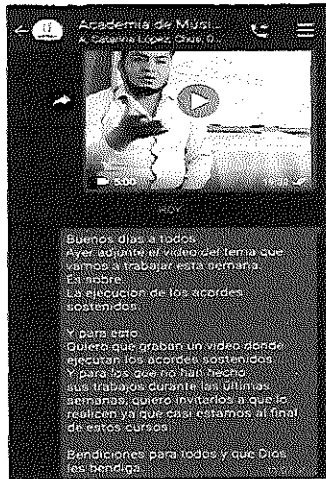 Academia de Músi...
A. Catarina López, Chus, D...
5:00
HOY
Buenos días a todos
Ayer adjunte el video del tema que
vamos a trabajar esta semana.
Es sobre
La ejecución de los acordes
sostenidos.
Y para esto
Quiero que graban un video donde
ejecutan los acordes sostenidos
Y para los que no han hecho
sus trabajos durante las últimas
semanas, quiero invitarlos a que lo
realicen ya que casi estamos al final
de estos cursos
Bendiciones para todos y que Dios
les bendiga